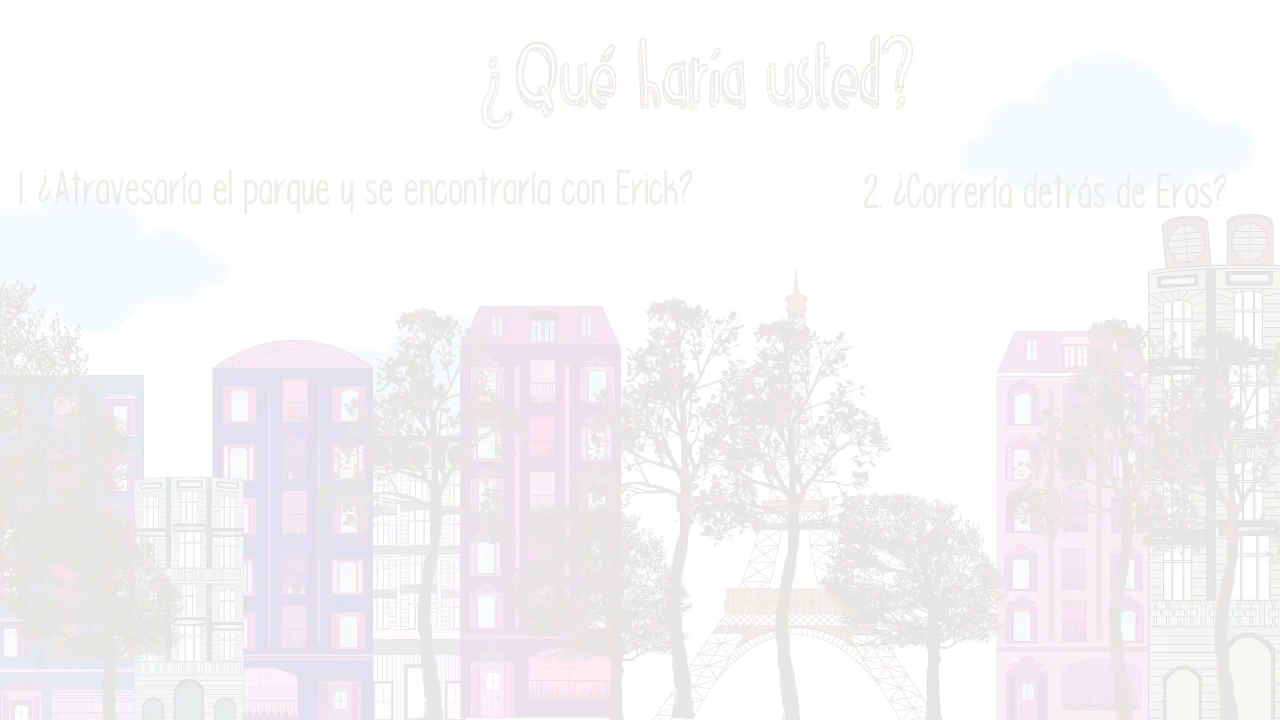 ¿Qué haría usted?
1. ¿Atravesaría el parque y se encontraría con Erick?
2. ¿Correría detrás de Eros?